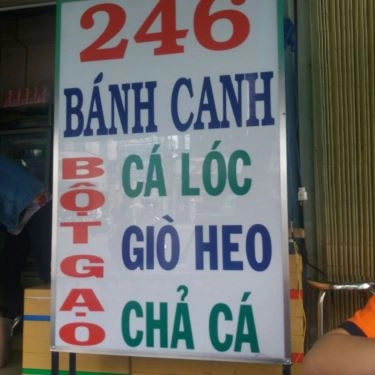 246
BÁNH CANH
BỘT GẠO
CÁ LÓC
GIÒ HEO
CHẢ CÁ